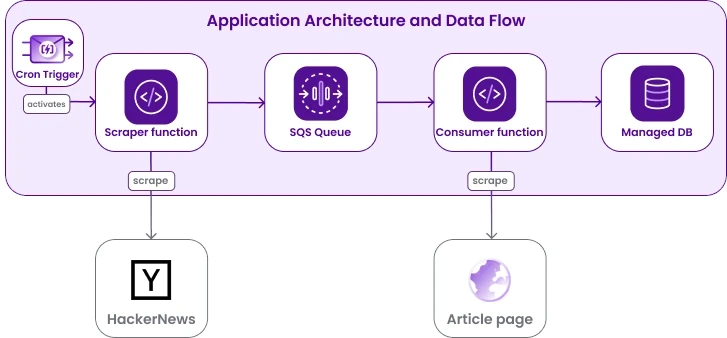 Application Architecture and Data Flow
Cron Trigger
activates
Scraper function
SQS Queue
Consumer function
Managed DB
scrape
scrape
Y
HackerNews
Article page